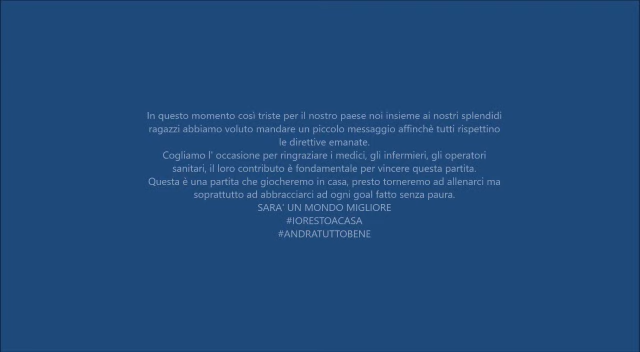 In questo momento così triste per il nostro paese noi insieme ai nostri splendidi
ragazzi abbiamo voluto mandare un piccolo messaggio affinché tutti rispettino
le direttive emanate.
Cogliamo l' occasione per ringraziare i medici, gli infermieri, gli operatori
sanitari, il loro contributo è fondamentale per vincere questa partita.
Questa è una partita che giocheremo in casa, presto torneremo ad allenarci ma
soprattutto ad abbracciarci ad ogni goal fatto senza paura.
SARA' UN MONDO MIGLIORE
#IORESTOACASA
#ANDRATUTTOBENE